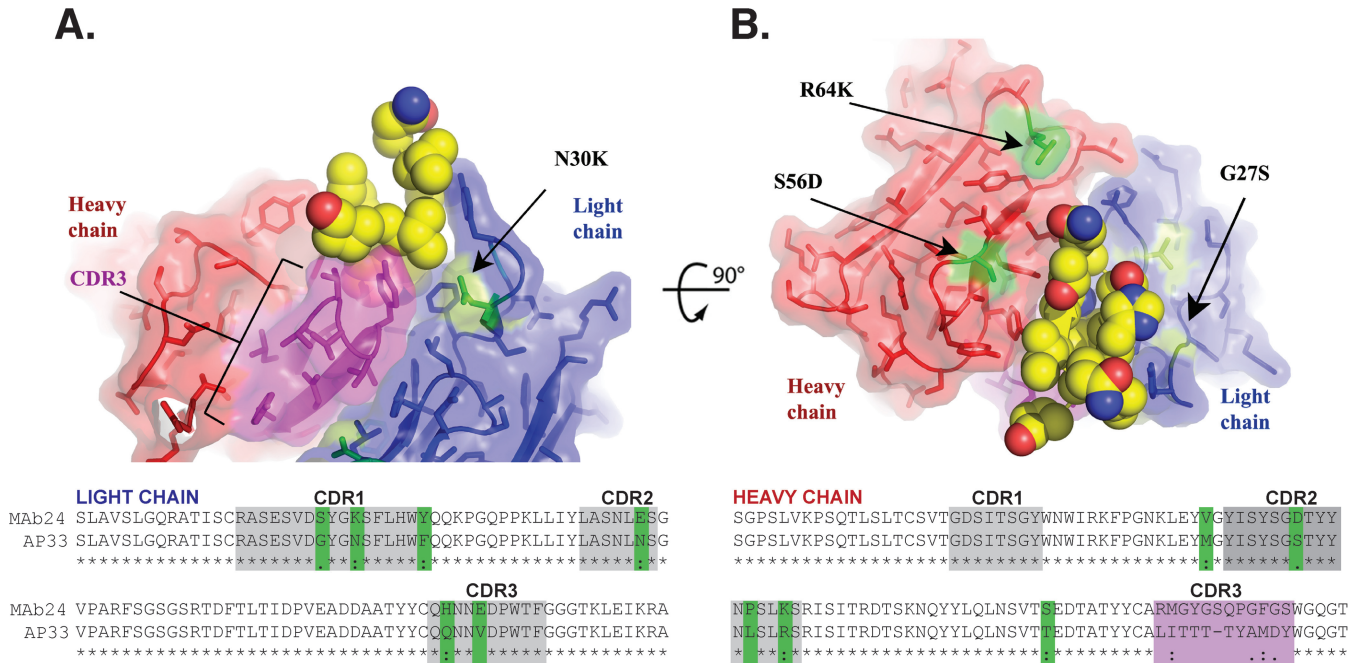 A.
N30K
Heavy
chain
Light
chain
CDR3
90°
B.
R64K
S56D
G27S
Heavy
chain
Light
chain
LIGHT CHAIN CDR1 CDR2
MAb24 SLAVSLGQRATISCRASESVDSYGKSFLHWYQQKPGQPPKLLIYLASNLESG
AP33 SLAVSLGQRATISCRASESVDGYGNSFLHWFQQKPGQPPKLLIYLASNLNSG
*********************.**:*****:******************:**
CDR3
MAb24 VPARFSGSGSRTDFTLTIDPVEADDAATYYCQHNNEDPWTFGGGTKLEIKRA
AP33 VPARFSGSGSRTDFTLTIDPVEADDAATYYCQQNNVDPWTFGGGTKLEIKRA
********************************:** ****************
HEAVY CHAIN CDR1 CDR2
SGPSLVKPSQTLSLTCSVTGDSITSGYWNWIRKFPGNKLEYVGYISYSGDTYY
SGPSLVKPSQTLSLTCSVTGDSITSGYWNWIRKFPGNKLEYMGYISYSGSTYY
*****************************************:*******.***
CDR3
NPSLKSRISITRDTSKNQYYLQLNSVTSEDTATYYCARMGYGSQPGFGSWGQGT
NLSLRSRISITRDTSKNQYYLQLNSVTTEDTATYYCALITTT-TYAMDYWGQGT
* **:**********************:********* :      .:. *****